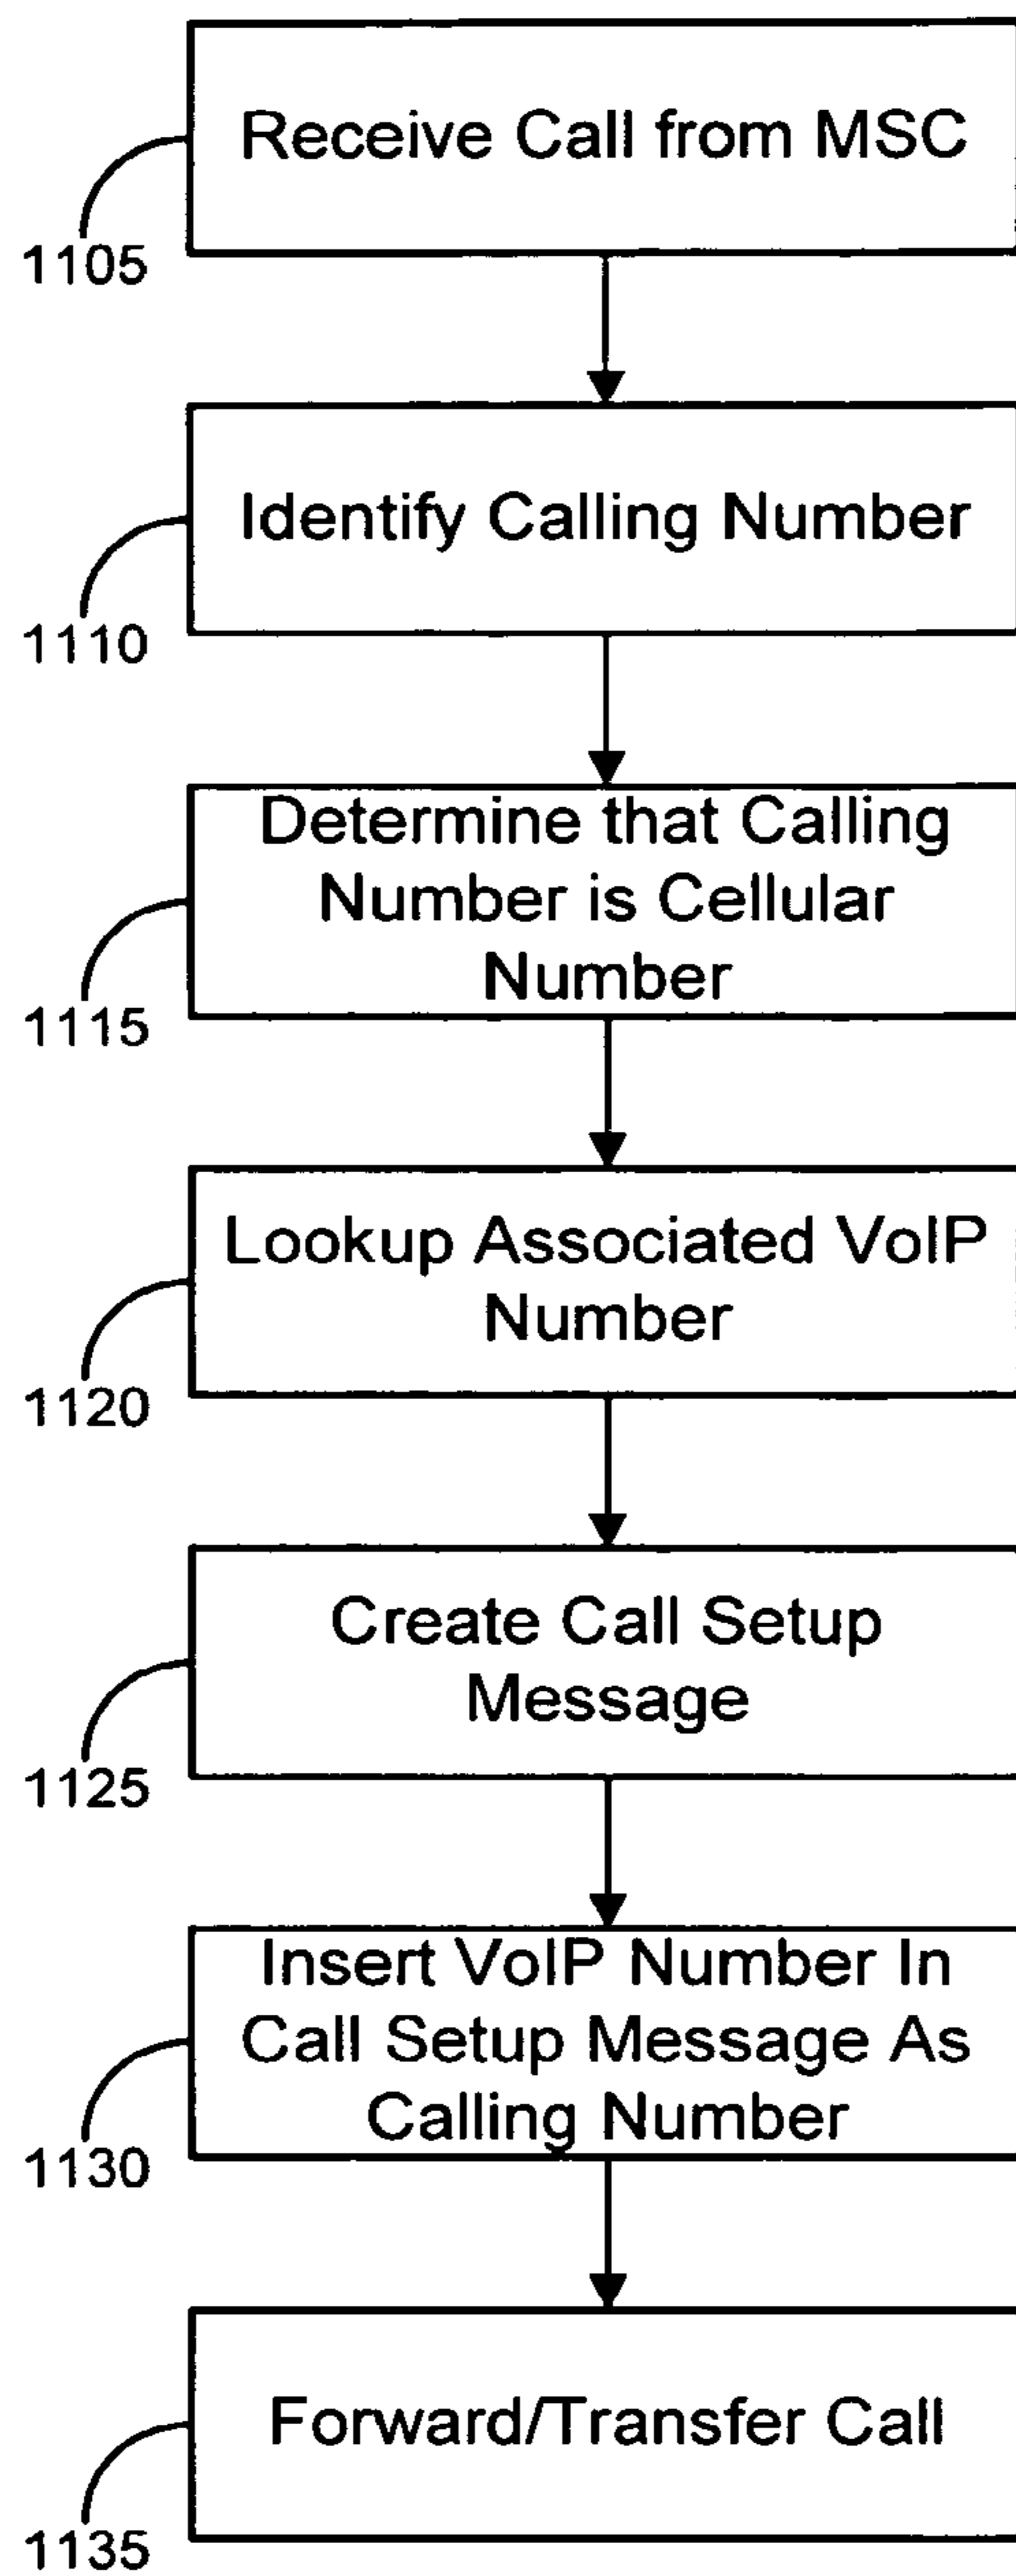 Receive Call from MSC
1105
Identify Calling Number
1110
Determine that Calling
Number is Cellular
Number
1115
Lookup Associated VoIP
Number
1120
Create Call Setup
Message
1125
Insert VoIP Number In
Call Setup Message As
Calling Number
1130
Forward/Transfer Call
1135